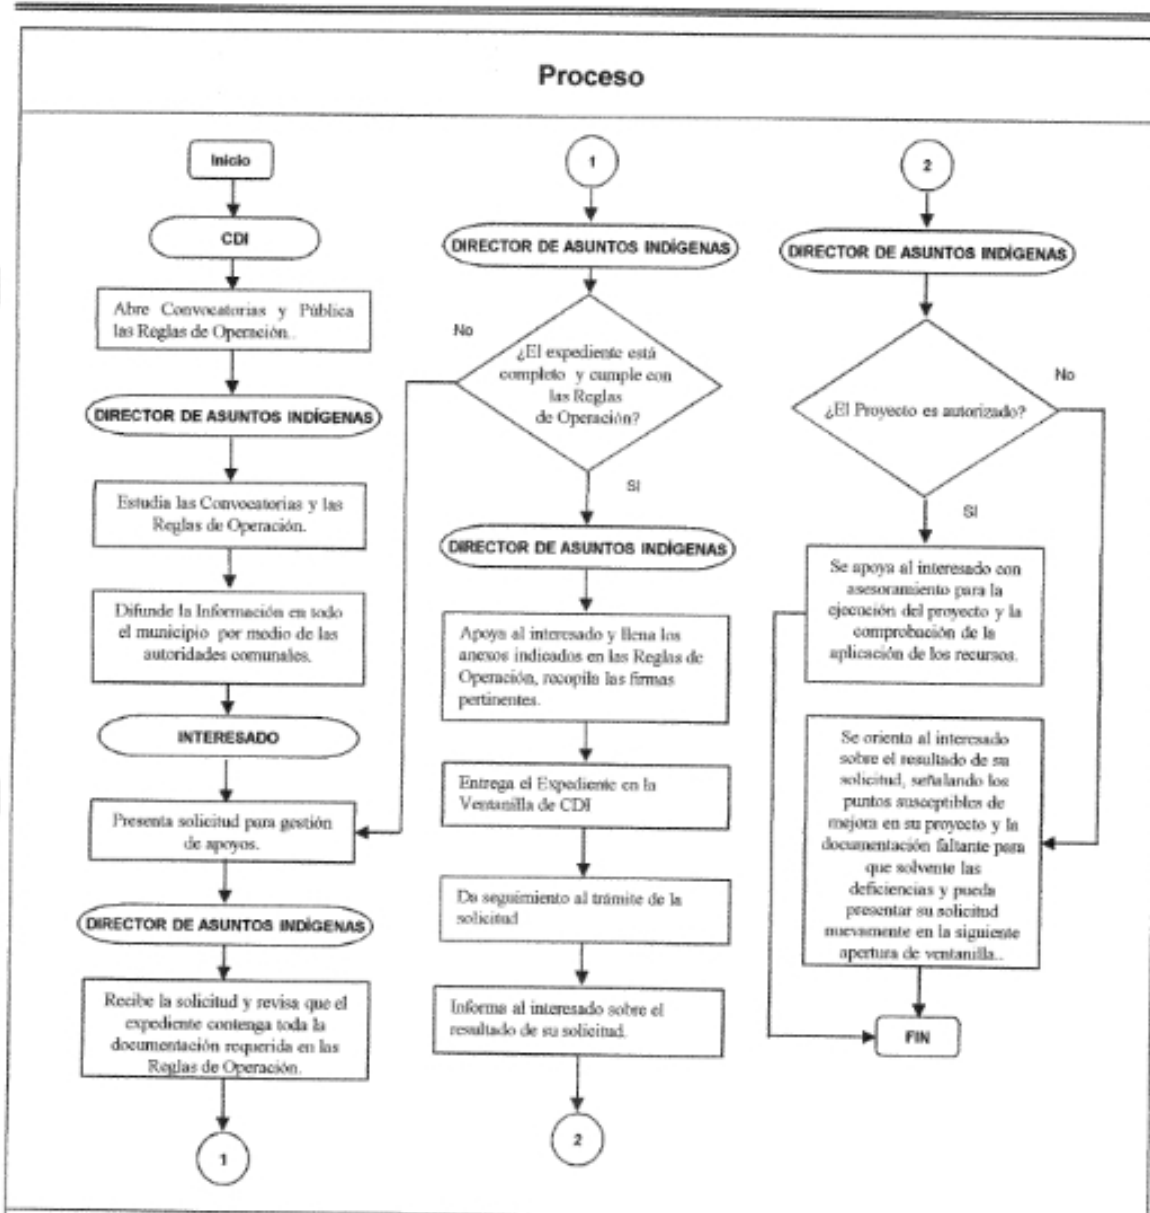 Proceso
Inicio
CDI
Abre Convocatorias y Pública
las Reglas de Operación..
DIRECTOR DE ASUNTOS INDÍGENAS
Estudia las Convocatorias y las
Reglas de Operación.
Difunde la Información en todo
el municipio por medio de las
autoridades comunales.
INTERESADO
Presenta solicitud para gestión
de apoyos.
DIRECTOR DE ASUNTOS INDÍGENAS
Recibe la solicitud y revisa que el
expediente contenga toda la
documentación requerida en las
Reglas de Operación.
1
1
DIRECTOR DE ASUNTOS INDÍGENAS
No
¿El expediente está
completo y cumple con
las Reglas
de Operación?
SI
DIRECTOR DE ASUNTOS INDÍGENAS
Apoya al interesado y llena los
anexos indicados en las Reglas de
Operación, recopila las firmas
pertinentes.
Entrega el Expediente en la
Ventanilla de CDI
Da seguimiento al trámite de la
solicitud
Informa al interesado sobre el
resultado de su solicitud.
2
2
DIRECTOR DE ASUNTOS INDÍGENAS
No
¿El Proyecto es autorizado?
SI
Se apoya al interesado con
asesoramiento para la
ejecución del proyecto y la
comprobación de la
aplicación de los recursos.
Se orienta al interesado
sobre el resultado de su
solicitud, señalando los
puntos susceptibles de
mejora en su proyecto y la
documentación faltante para
que solvente las
deficiencias y pueda
presentar su solicitud
nuevamente en la siguiente
apertura de ventanilla..
FIN